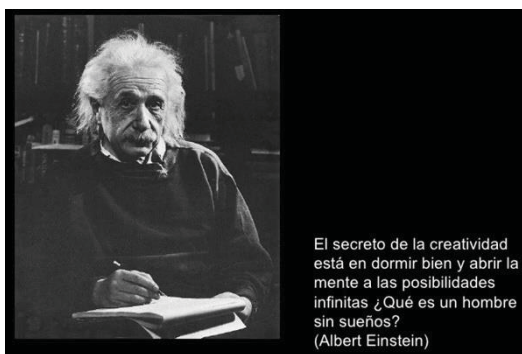 El secreto de la creatividad
está en dormir bien y abrir la
mente a las posibilidades
infinitas ¿Qué es un hombre
sin sueños?
(Albert Einstein)